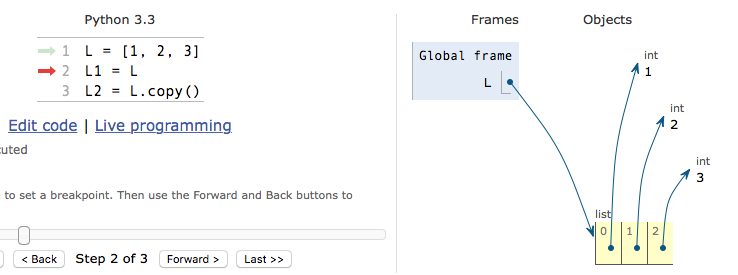 Python 3.3
1 L = [1, 2, 3]
2 L1 = L
3 L2 = L.copy()
Edit code | Live programming
to set a breakpoint. Then use the Forward and Back buttons to
< Back Step 2 of 3 Forward > Last >>
Frames Objects
Global frame
L
int
1
int
2
int
3
list
0 1 2